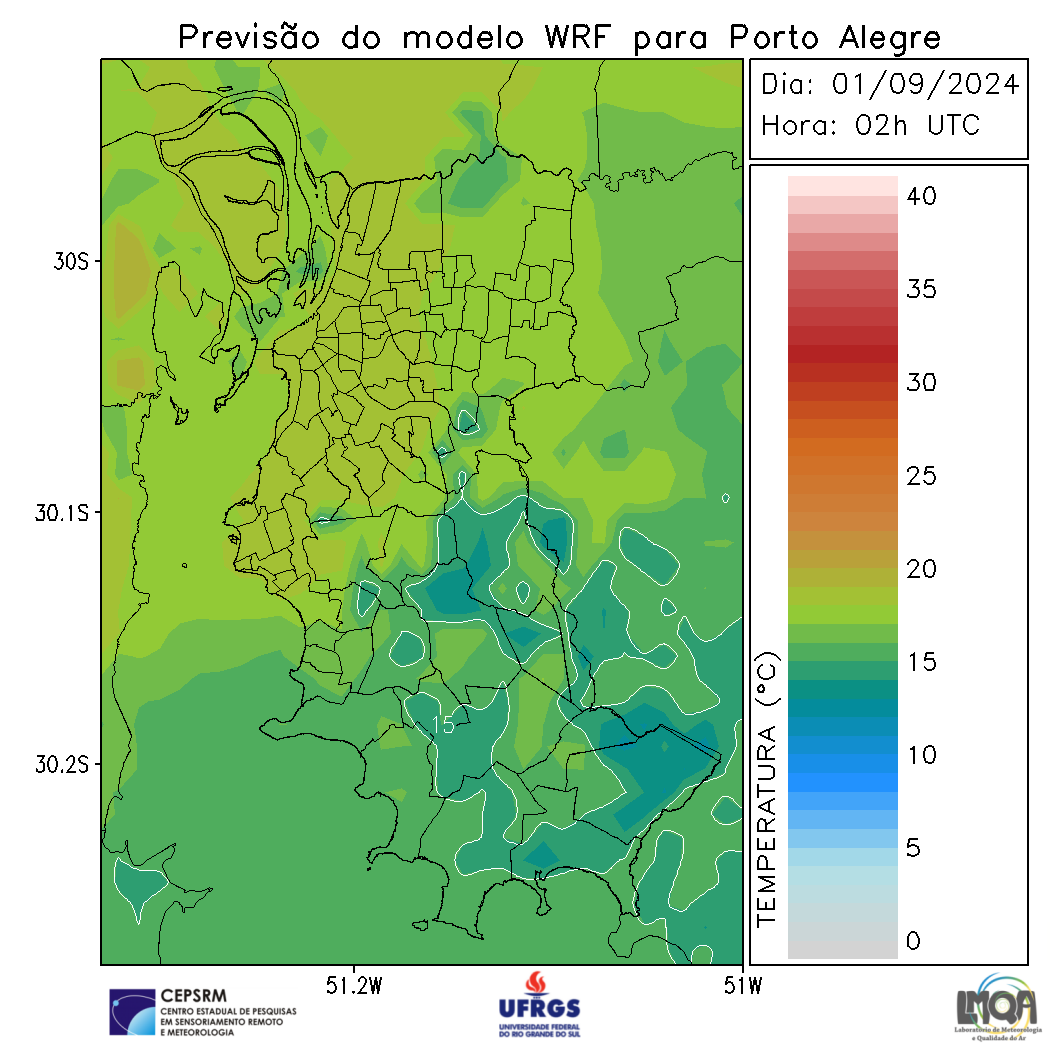 Previsão do modelo WRF para Porto Alegre
Dia: 01/09/2024
Hora: 02h UTC
30S
30.1S
30.2S
51.2W
51W
15
40
35
30
25
20
15
10
5
0
TEMPERATURA (°C)
CEPSRM
CENTRO ESTADUAL DE PESQUISAS
EM SENSORIAMENTO REMOTO
E METEOROLOGIA
UFRGS
UNIVERSIDADE FEDERAL
DO RIO GRANDE DO SUL
LMQA
Laboratório de Meteorologia
e Qualidade do Ar